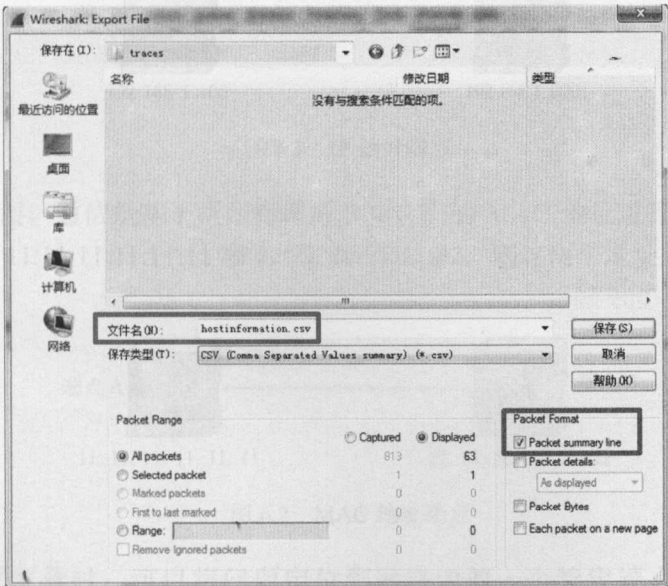 Wireshark: Export File
保存在(I):
traces
名称
修改日期
类型
没有与搜索条件匹配的项。
最近访问的位置
桌面
库
计算机
网络
文件名(N):
hostinformation.csv
保存(S)
保存类型(T):
CSV (Comma Separated Values summary) (*.csv)
取消
帮助(H)
Packet Range
Captured
Displayed
All packets
813
63
Selected packet
1
1
Marked packets
0
0
First to last marked
0
0
Range:
0
0
Remove Ignored packets
0
0
Packet Format
Packet summary line
Packet details:
As displayed
Packet Bytes
Each packet on a new page